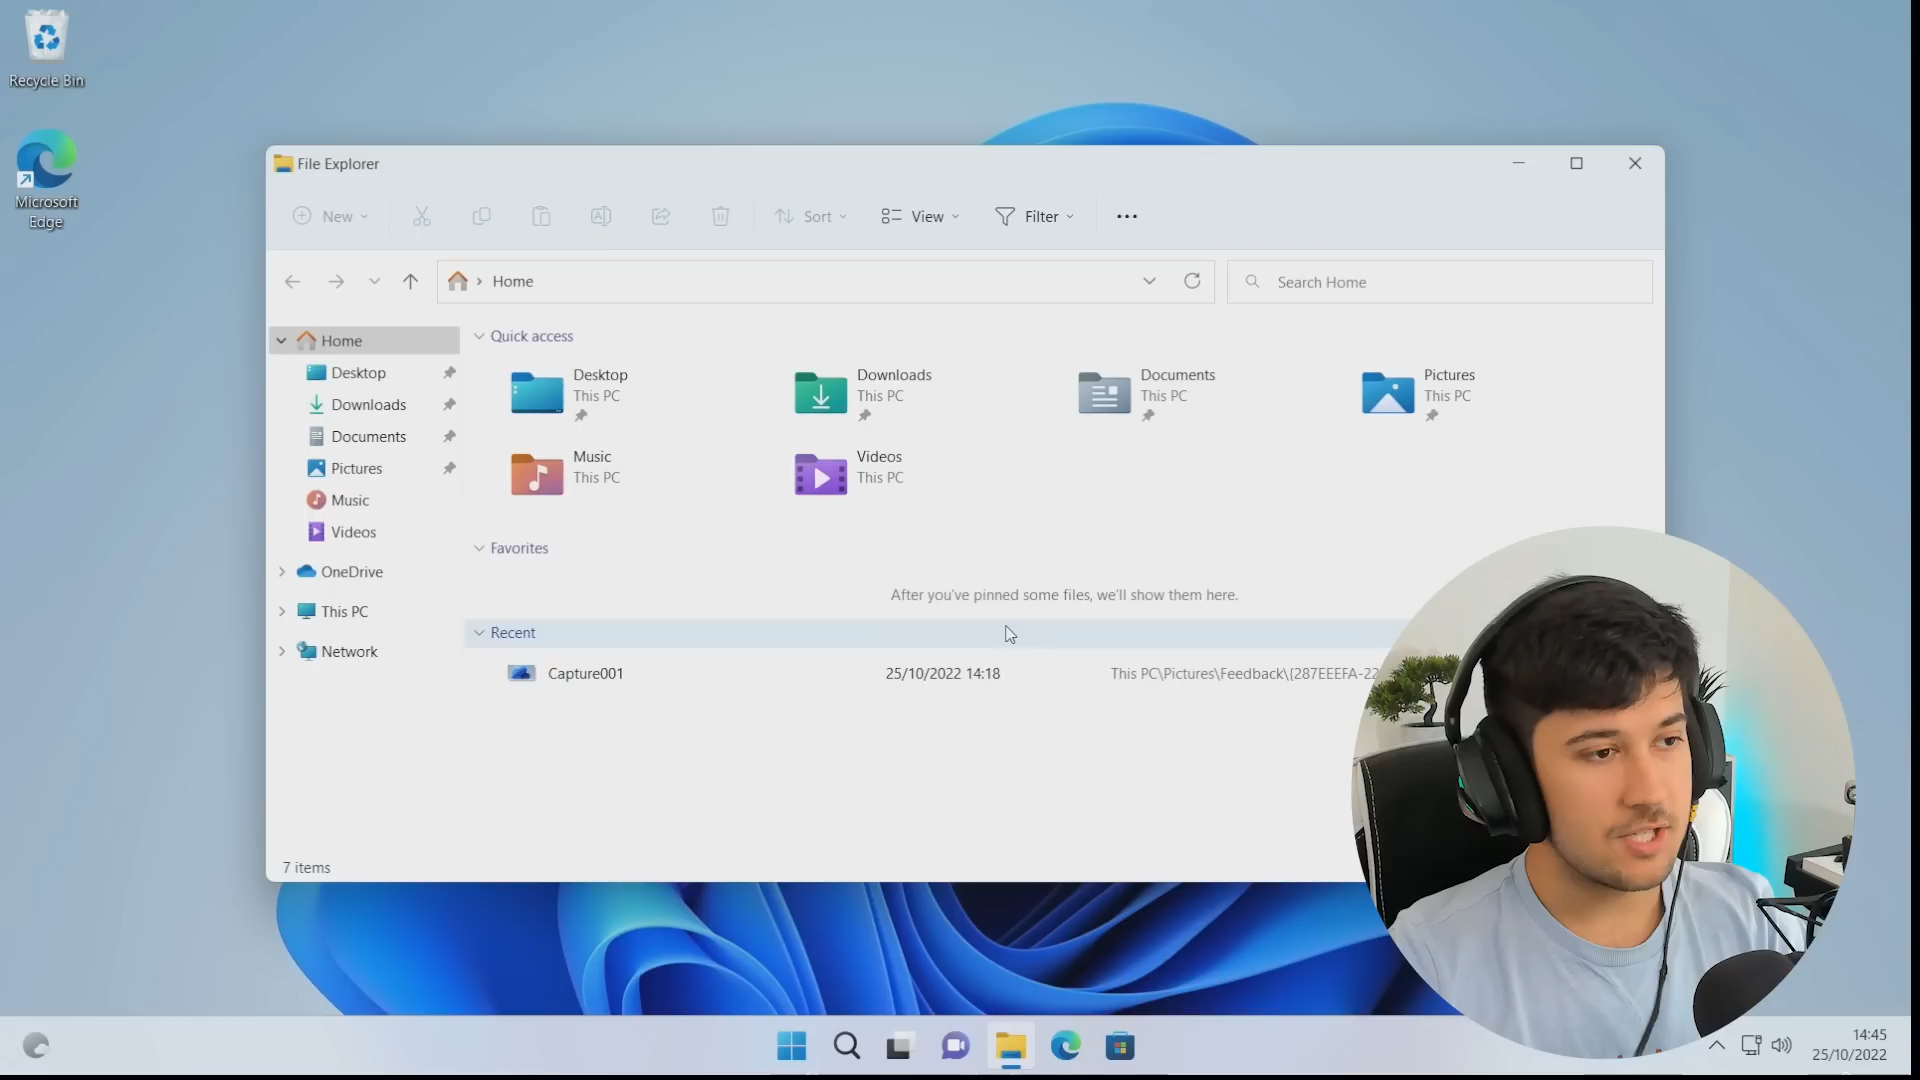 Recycle Bin
Microsoft
Edge
File Explorer
New
Sort
View
Filter
Home
Search Home
Home
Desktop
Downloads
Documents
Pictures
Music
Videos
OneDrive
This PC
Network
Quick access
Desktop
This PC
Downloads
This PC
Documents
This PC
Pictures
This PC
Music
This PC
Videos
This PC
Favorites
After you've pinned some files, we'll show them here.
Recent
Capture001 25/10/2022 14:18 This PC\Pictures\Feedback\{287EEEFA-22
7 items
14:45
25/10/2022